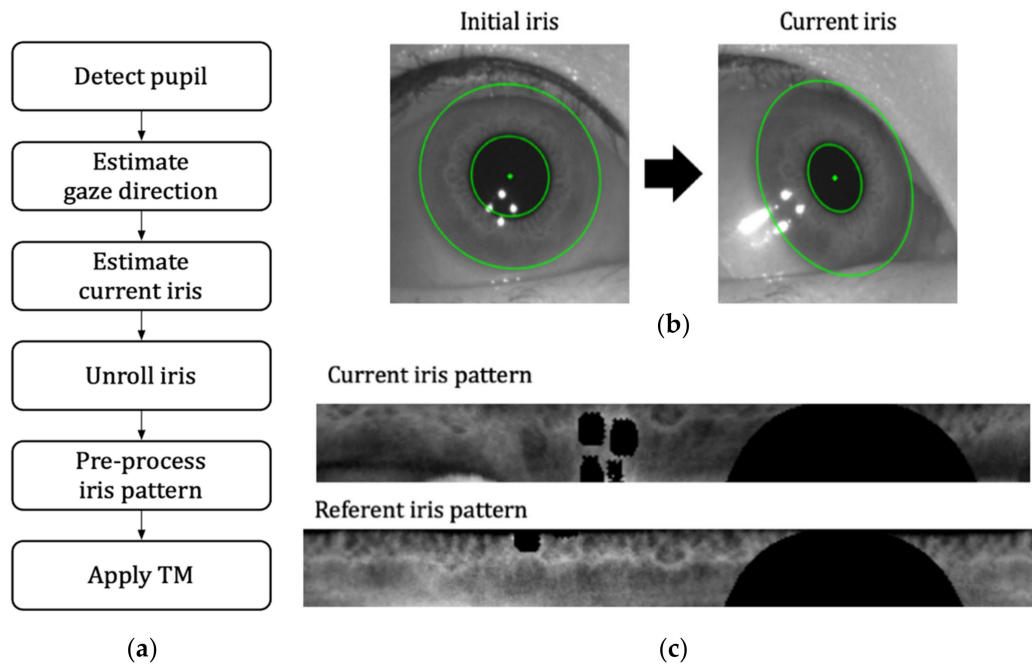 Detect pupil
Estimate
gaze direction
Estimate
current iris
Unroll iris
Pre-process
iris pattern
Apply TM
(a)
Initial iris
Current iris
(b)
Current iris pattern
Referent iris pattern
(c)